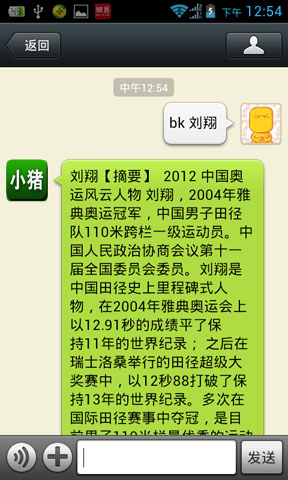 下午 12:54
返回
中午12:54
bk 刘翔
小猪
刘翔【摘要】 2012 中国奥
运风云人物 刘翔，2004年雅
典奥运冠军，中国男子田径
队110米跨栏一级运动员。中
国人民政治协商会议第十一
届全国委员会委员。刘翔是
中国田径史上里程碑式人
物，在2004年雅典奥运会上
以12.91秒的成绩平了保
持11年的世界纪录； 之后在
瑞士洛桑举行的田径超级大
奖赛中，以12秒88打破了保
持13年的世界纪录。多次在
国际田径赛事中夺冠，是目
前男子110米栏最优秀的运动
发送